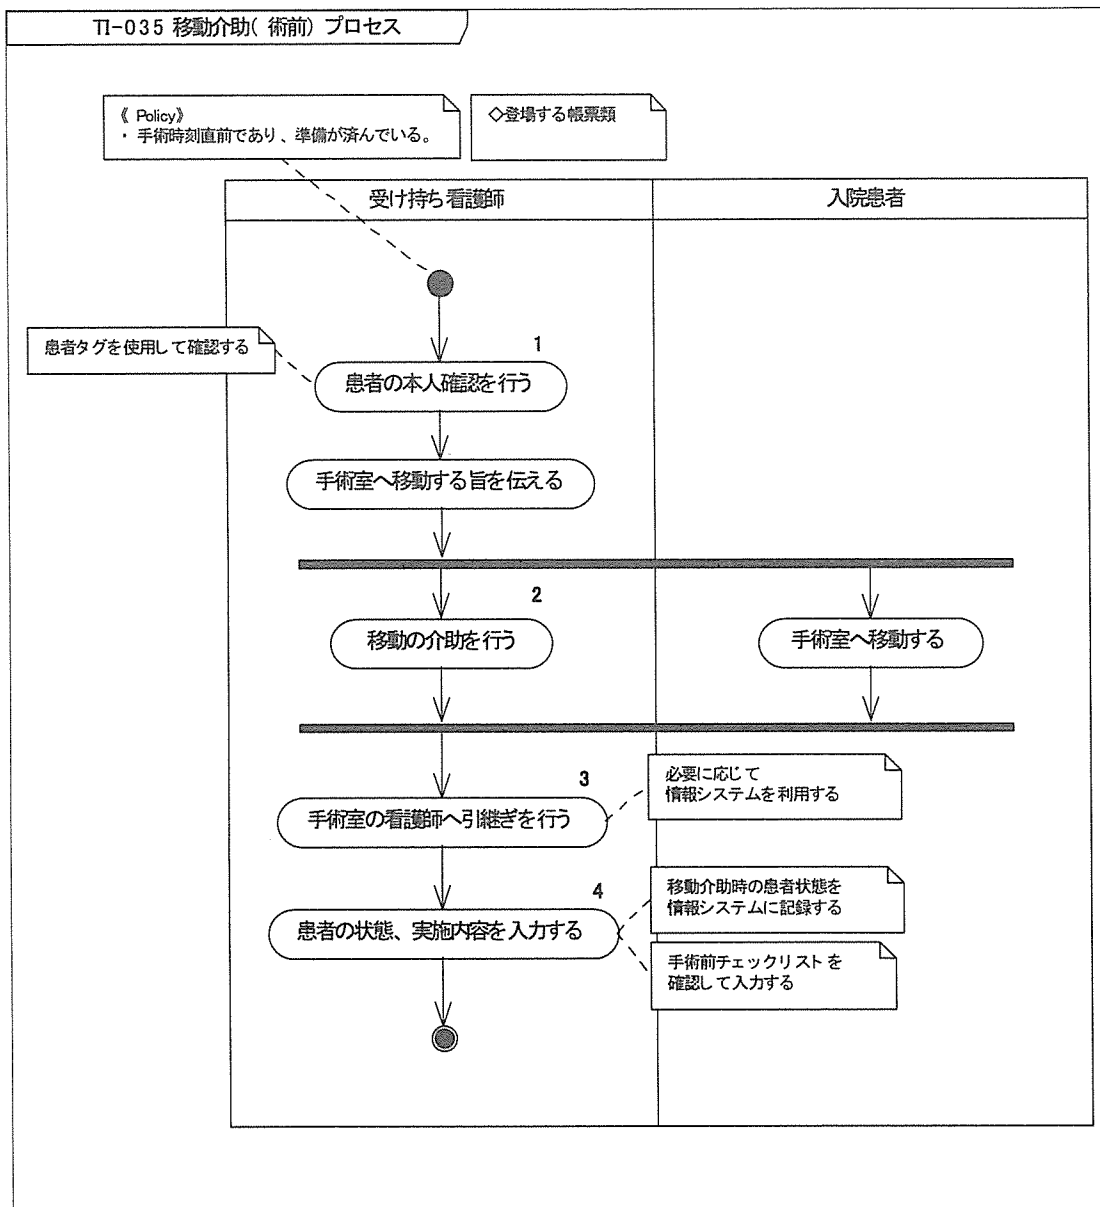 TI-035 移動介助( 術前) プロセス
《 Policy》
・ 手術時刻直前であり、準備が済んでいる。
◇登場する帳票類
受け持ち看護師
入院患者
患者タグを使用して確認する
1
患者の本人確認を行う
手術室へ移動する旨を伝える
2
移動の介助を行う
手術室へ移動する
3
必要に応じて
情報システムを利用する
手術室の看護師へ引継ぎを行う
4
移動介助時の患者状態を
情報システムに記録する
患者の状態、実施内容を入力する
手術前チェックリストを
確認して入力する